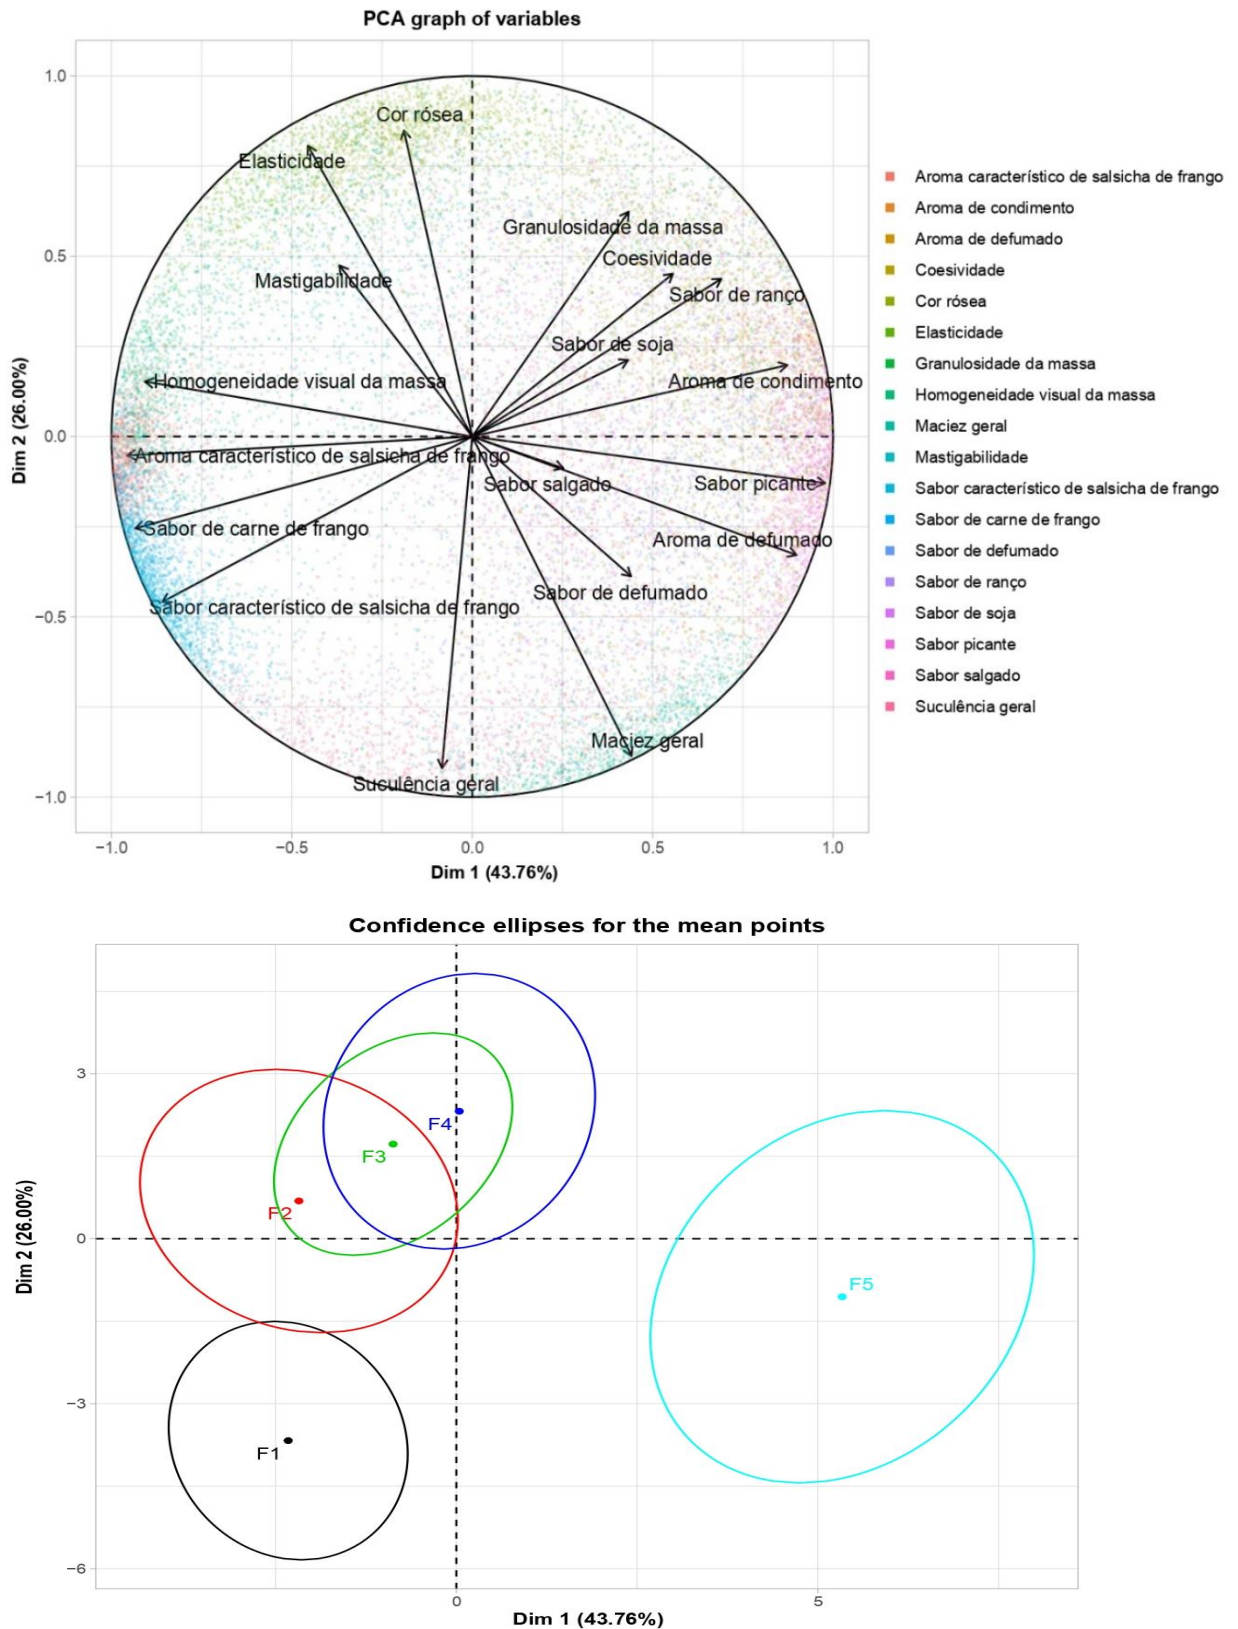 PCA graph of variables
1.0
0.5
0.0
−0.5
−1.0
Dim 2 (26.00%)
Cor rósea
Elasticidade
Granulosidade da massa
Coesividade
Mastigabilidade
Sabor de ranço
Sabor de soja
Homogeneidade visual da massa
Aroma de condimento
Aroma característico de salsicha de frango
Sabor salgado
Sabor picante
Sabor de carne de frango
Aroma de defumado
Sabor de defumado
Sabor característico de salsicha de frango
Maciez geral
Suculência geral
−1.0
−0.5
0.0
0.5
1.0
Dim 1 (43.76%)
Aroma característico de salsicha de frango
Aroma de condimento
Aroma de defumado
Coesividade
Cor rósea
Elasticidade
Granulosidade da massa
Homogeneidade visual da massa
Maciez geral
Mastigabilidade
Sabor característico de salsicha de frango
Sabor de carne de frango
Sabor de defumado
Sabor de ranço
Sabor de soja
Sabor picante
Sabor salgado
Suculência geral
Confidence ellipses for the mean points
3
0
−3
−6
Dim 2 (26.00%)
F4
F3
F2
F5
F1
0
5
Dim 1 (43.76%)